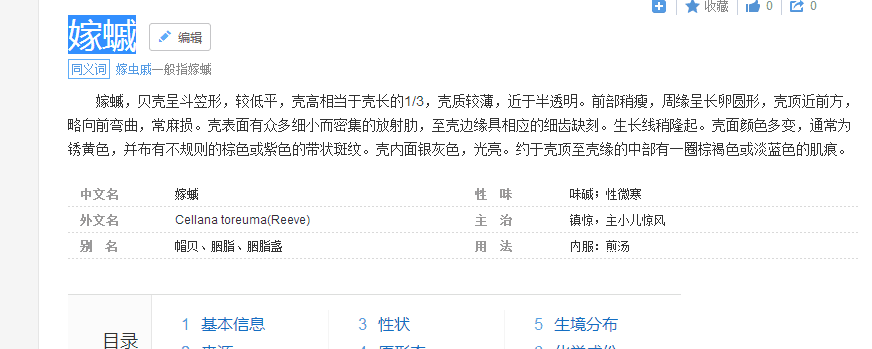 收藏 0 0
嫁䗩 编辑
同义词 嫁虫戚一般指嫁䗩
嫁䗩，贝壳呈斗笠形，较低平，壳高相当于壳长的1/3，壳质较薄，近于半透明。前部稍瘦，周缘呈长卵圆形，壳顶近前方，
略向前弯曲，常麻损。壳表面有众多细小而密集的放射肋，至壳边缘具相应的细齿缺刻。生长线稍隆起。壳面颜色多变，通常为
锈黄色，并布有不规则的棕色或紫色的带状斑纹。壳内面银灰色，光亮。约于壳顶至壳缘的中部有一圈棕褐色或淡蓝色的肌痕。
中文名 嫁䗩 性 味 味碱；性微寒
外文名 Cellana toreuma(Reeve) 主 治 镇惊，主小儿惊风
别 名 帽贝、胭脂、胭脂盏 用 法 内服：煎汤
目录
1 基本信息 3 性状 5 生境分布